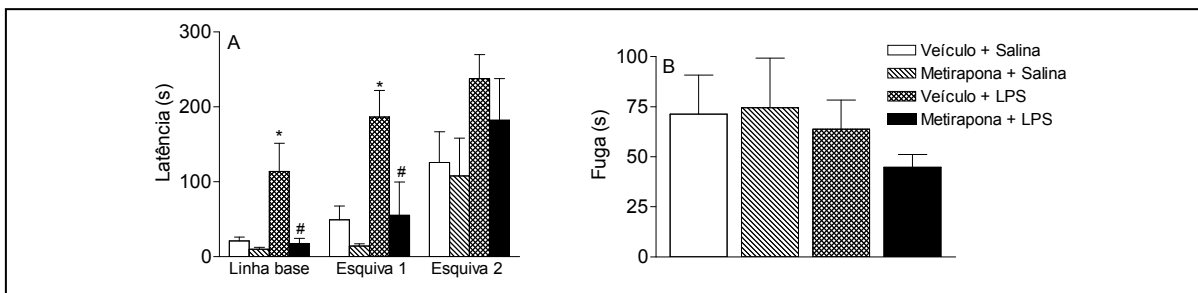 A
Latência (s)
300
200
100
0
*
#
*
#
Linha base
Esquiva 1
Esquiva 2
B
Fuga (s)
100
75
50
25
0
Veículo + Salina
Metirapona + Salina
Veículo + LPS
Metirapona + LPS